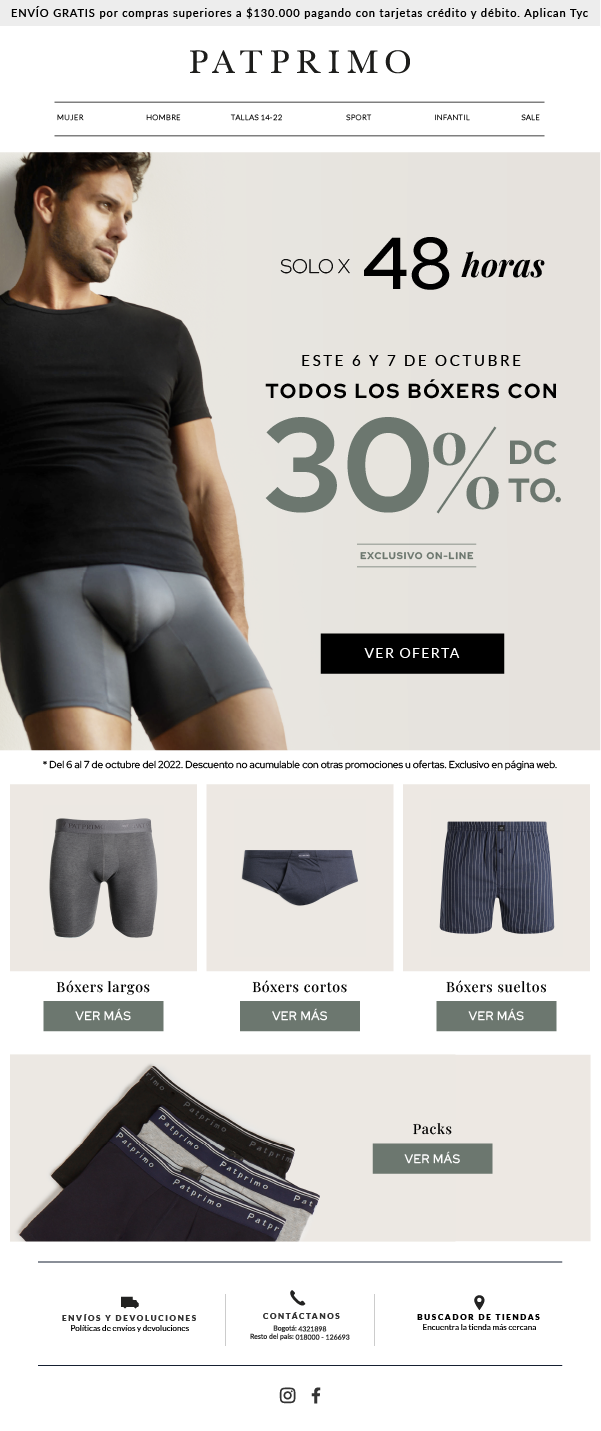 ENVÍO GRATIS por compras superiores a $130.000 pagando con tarjetas crédito y débito. Aplican Tyc
PATPRIMO
MUJER HOMBRE TALLAS 14-22 SPORT INFANTIL SALE
SOLO X 48 horas
ESTE 6 Y 7 DE OCTUBRE
TODOS LOS BÓXERS CON
30% DC
TO.
EXCLUSIVO ON-LINE
VER OFERTA
* Del 6 al 7 de octubre del 2022. Descuento no acumulable con otras promociones u ofertas. Exclusivo en página web.
PATPRIMO
Bóxers largos Bóxers cortos Bóxers sueltos
VER MÁS VER MÁS VER MÁS
Patprimo Patprimo
Patprimo Patprimo Pat
Patprimo Patprimo Patpr
Packs
VER MÁS
ENVÍOS Y DEVOLUCIONES
Políticas de envíos y devoluciones
CONTÁCTANOS
Bogotá: 4321898
Resto del país: 018000 - 126693
BUSCADOR DE TIENDAS
Encuentra la tienda más cercana